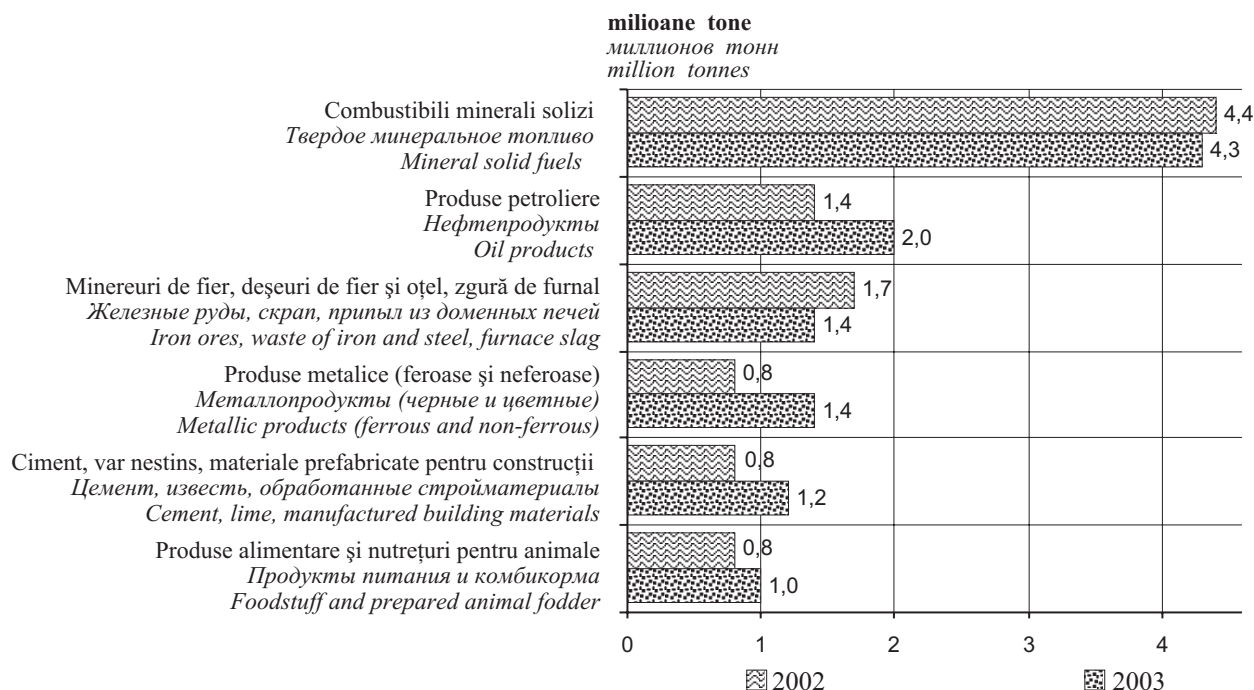 milioane tone
миллионов тонн
million tonnes
Combustibili minerali solizi
Твердое минеральное топливо
Mineral solid fuels
4,4
4,3
Produse petroliere
Нефтепродукты
Oil products
1,4
2,0
Minereuri de fier, deşeuri de fier şi oţel, zgură de furnal
Железные руды, скрап, припыл из доменных печей
Iron ores, waste of iron and steel, furnace slag
1,7
1,4
Produse metalice (feroase şi neferoase)
Металлопродукты (черные и цветные)
Metallic products (ferrous and non-ferrous)
0,8
1,4
Ciment, var nestins, materiale prefabricate pentru construcţii
Цемент, известь, обработанные стройматериалы
Cement, lime, manufactured building materials
0,8
1,2
Produse alimentare şi nutreţuri pentru animale
Продукты питания и комбикорма
Foodstuff and prepared animal fodder
0,8
1,0
0 1 2 3 4
2002 2003